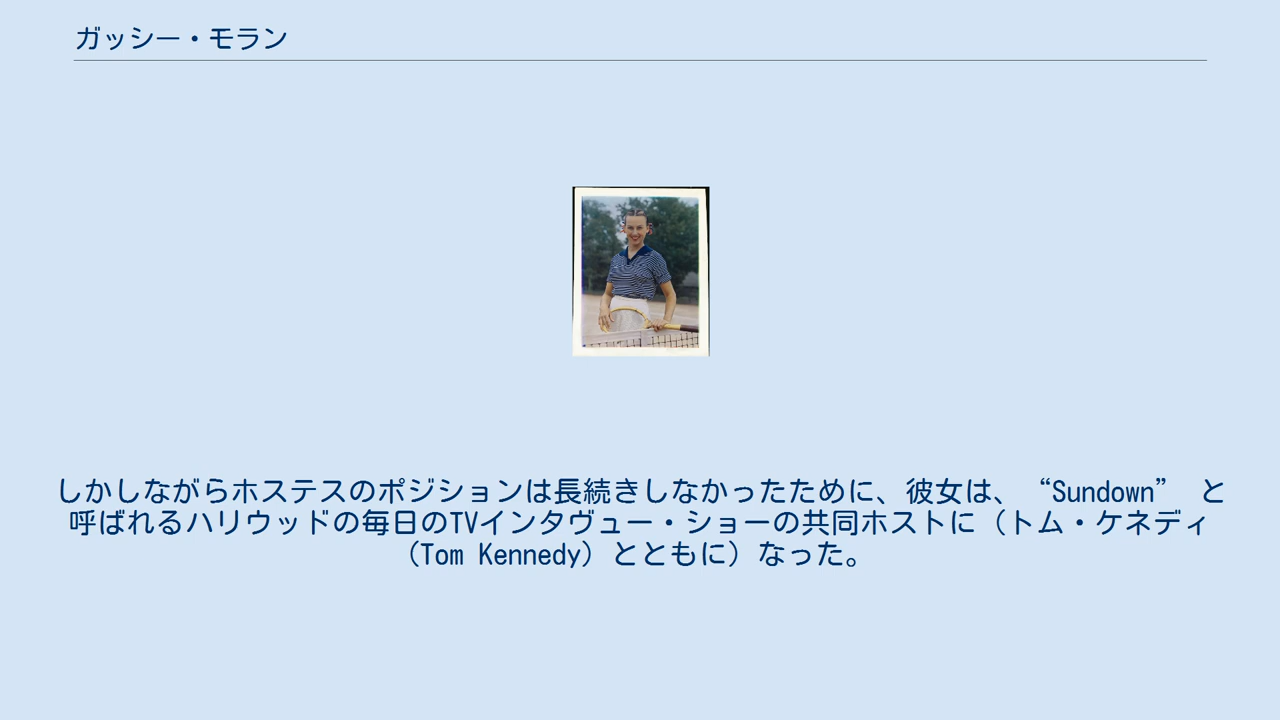 ガッシー・モラン
しかしながらホステスのポジションは長続きしなかったために、彼女は、“Sundown” と
呼ばれるハリウッドの毎日のTVインタヴュー・ショーの共同ホストに（トム・ケネディ
（Tom Kennedy）とともに）なった。